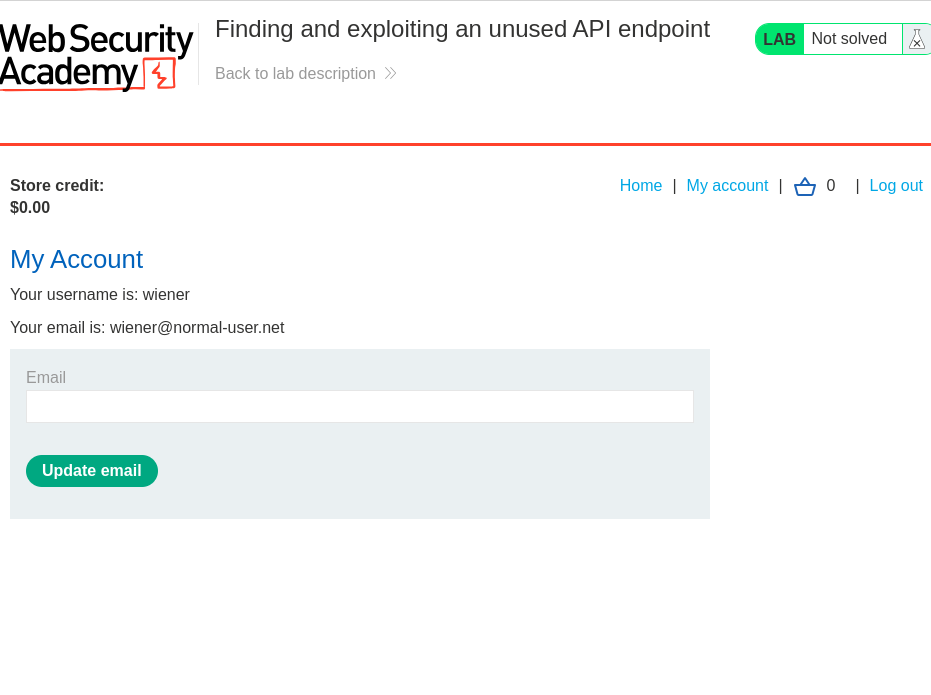 Web Security
Academy
Finding and exploiting an unused API endpoint
Back to lab description
LAB Not solved
Store credit:
$0.00
Home | My account | 0 | Log out
My Account
Your username is: wiener
Your email is: wiener@normal-user.net
Email
Update email